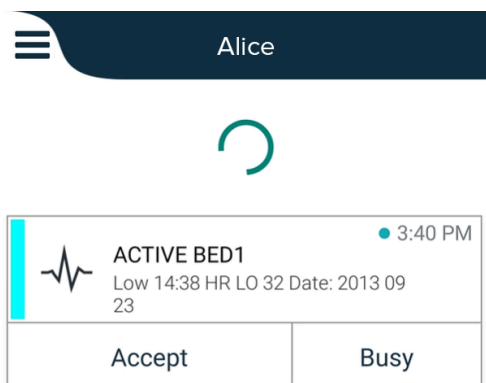 Alice
3:40 PM
ACTIVE BED1
Low 14:38 HR LO 32 Date: 2013 09
23
Accept
Busy